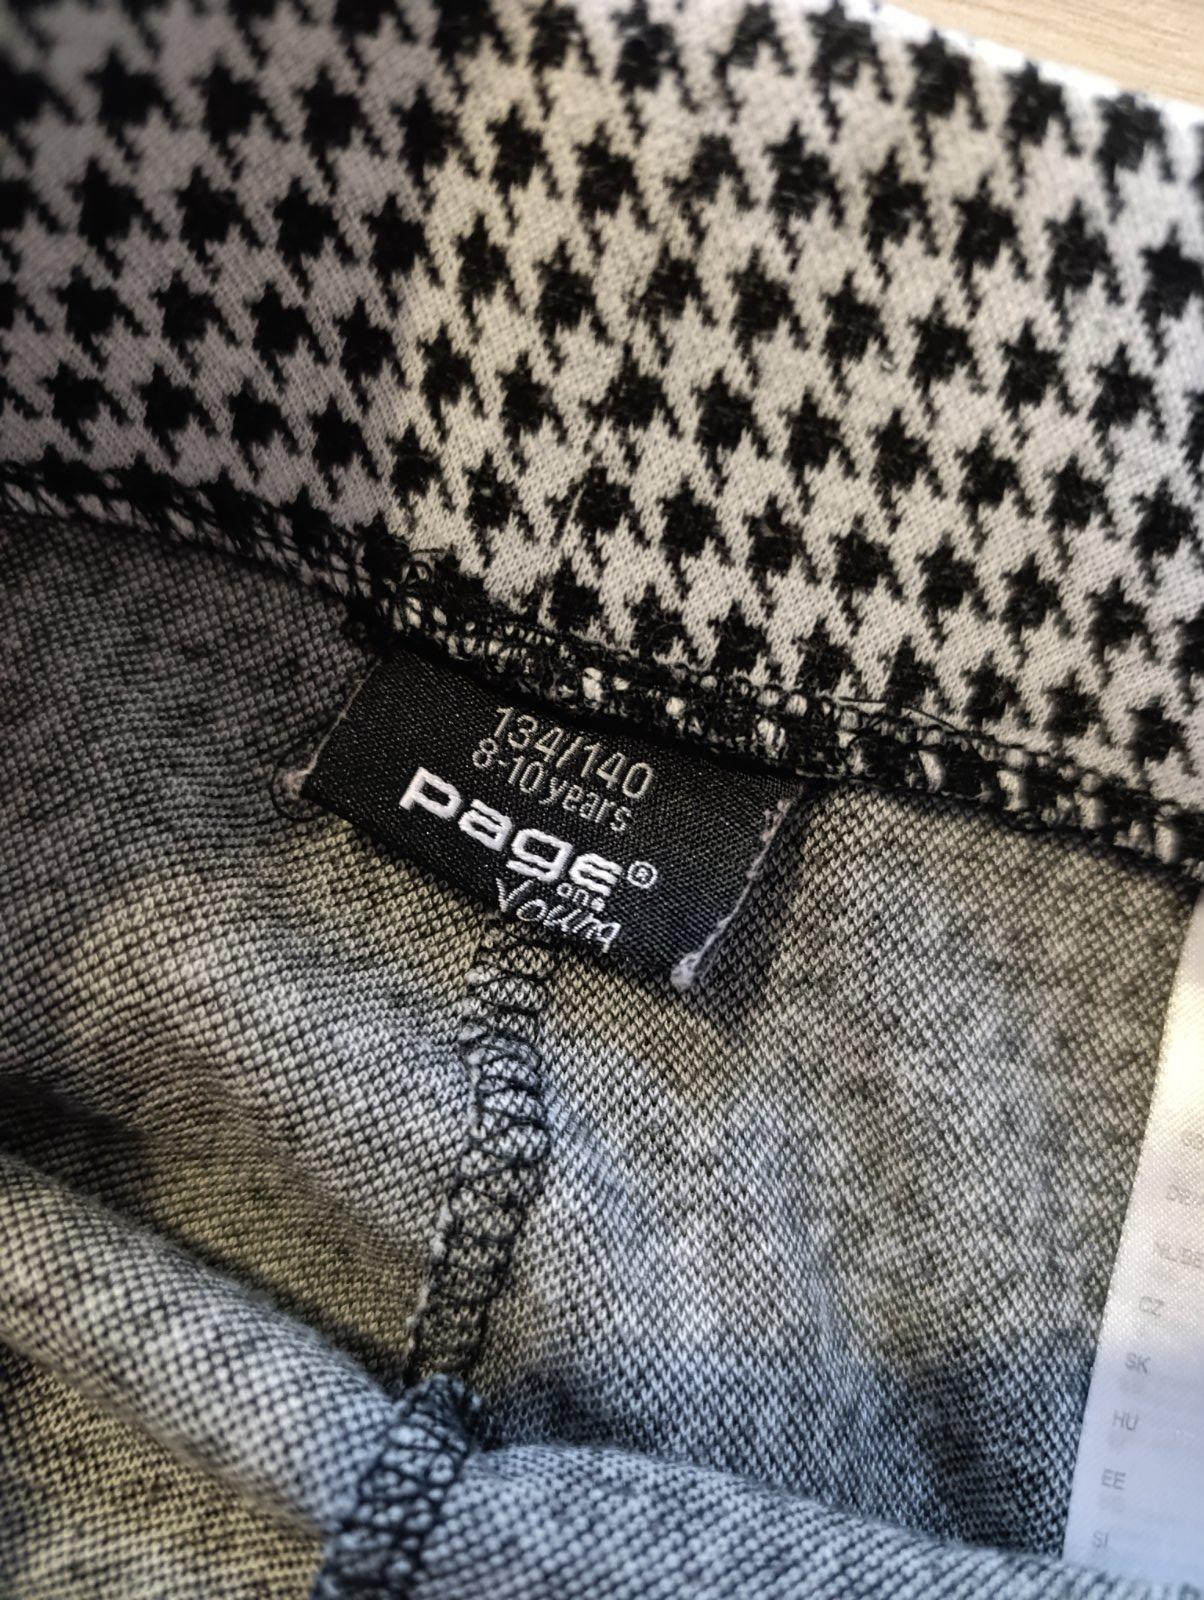 134/140
8-10 years
page®
one
Young
CZ
SK
HU
EE
SI